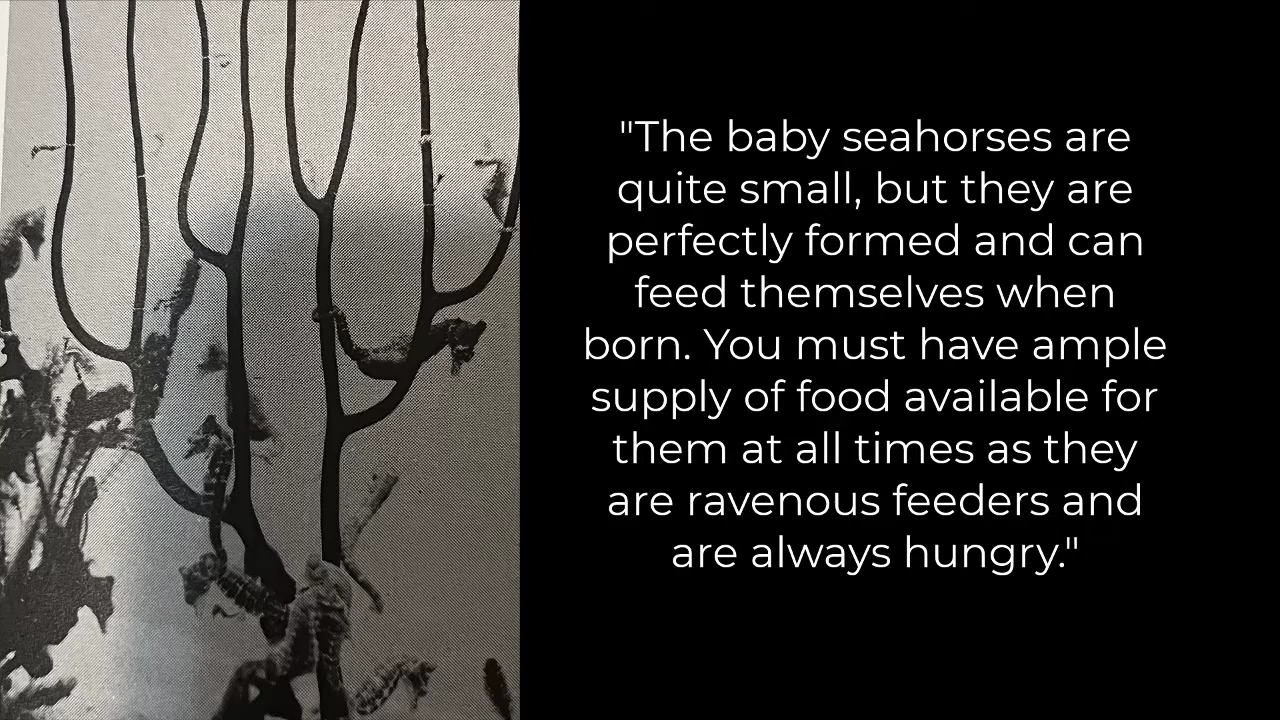 "The baby seahorses are
quite small, but they are
perfectly formed and can
feed themselves when
born. You must have ample
supply of food available for
them at all times as they
are ravenous feeders and
are always hungry."